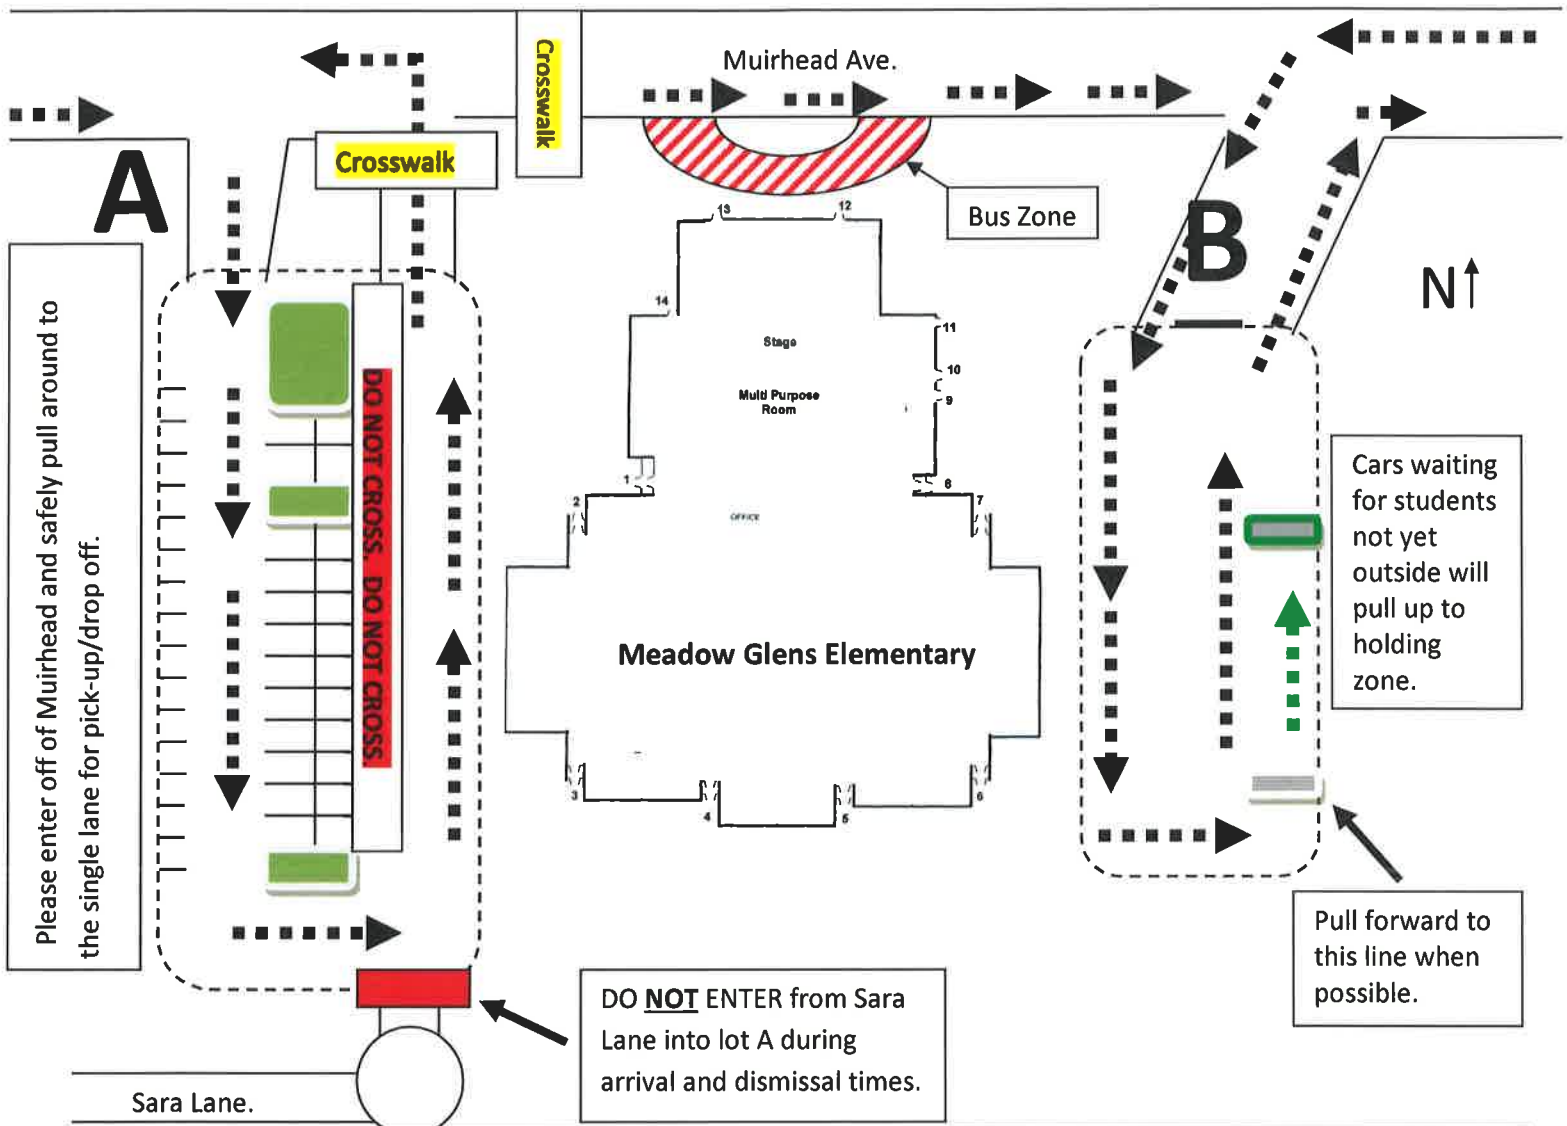 Muirhead Ave.
Crosswalk
Crosswalk
A
B
Bus Zone
N
13
12
14
11
10
9
Stage
Multi Purpose
Room
1
8
2
7
OFFICE
Meadow Glens Elementary
3
4
5
6
Please enter off of Muirhead and safely pull around to
the single lane for pick-up/drop off.
DO NOT CROSS. DO NOT CROSS.
Cars waiting
for students
not yet
outside will
pull up to
holding
zone.
Pull forward to
this line when
possible.
DO NOT ENTER from Sara
Lane into lot A during
arrival and dismissal times.
Sara Lane.